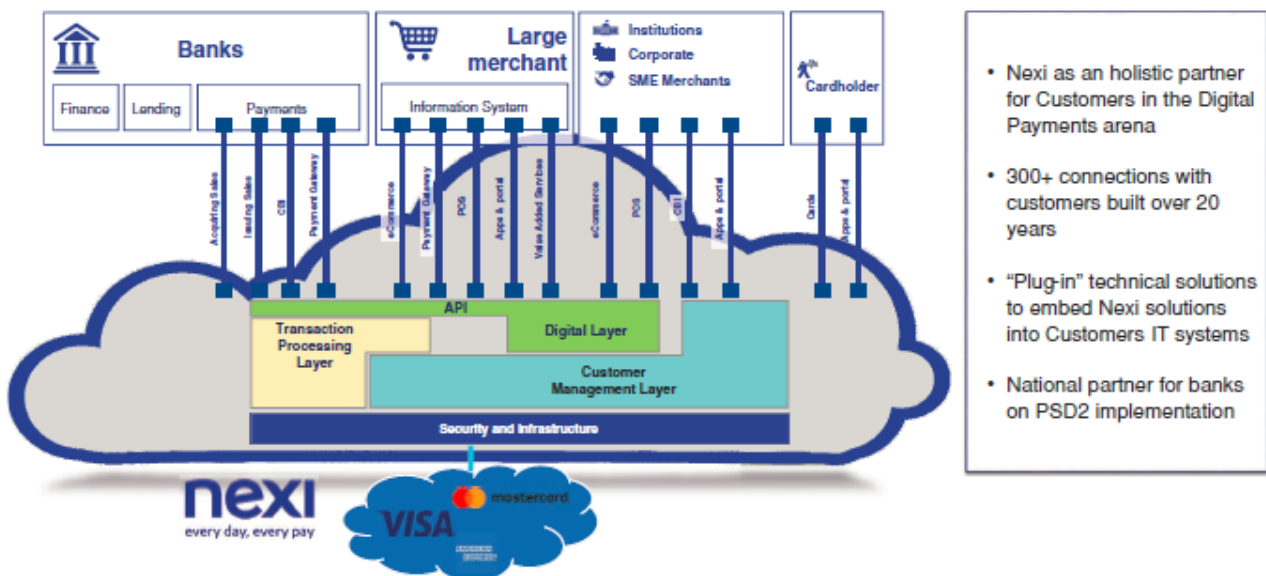 Banks
Finance
Lending
Payments
Large
merchant
Information System
Institutions
Corporate
SME Merchants
Cardholder
Acquiring Sales
Issuing Sales
CBI
Payment Gateway
eCommerce
Payment Gateway
POS
Apps & portal
Value Added Services
eCommerce
POS
CBI
Apps & portal
Cards
Apps & portal
API
Transaction
Processing
Layer
Digital Layer
Customer
Management Layer
Security and Infrastructure
nexi
every day, every pay
mastercard
VISA
AMERICAN
EXPRESS
• Nexi as an holistic partner
for Customers in the Digital
Payments arena
• 300+ connections with
customers built over 20
years
• “Plug-in” technical solutions
to embed Nexi solutions
into Customers IT systems
• National partner for banks
on PSD2 implementation